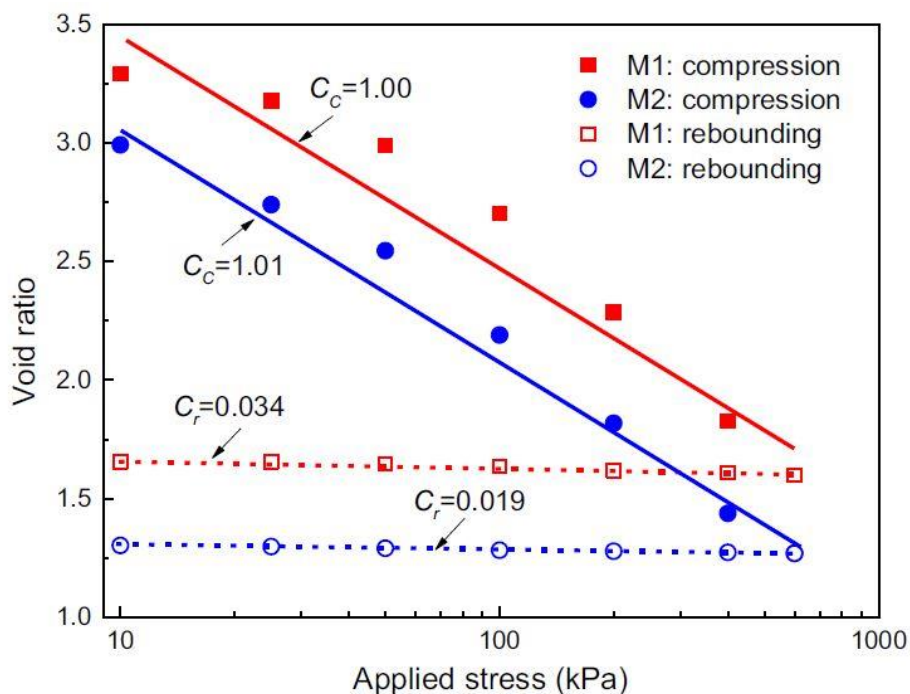 3.5
3.0
2.5
2.0
1.5
1.0
Void ratio
M1: compression
M2: compression
M1: rebounding
M2: rebounding
C_C=1.00
C_C=1.01
C_r=0.034
C_r=0.019
10
100
1000
Applied stress (kPa)